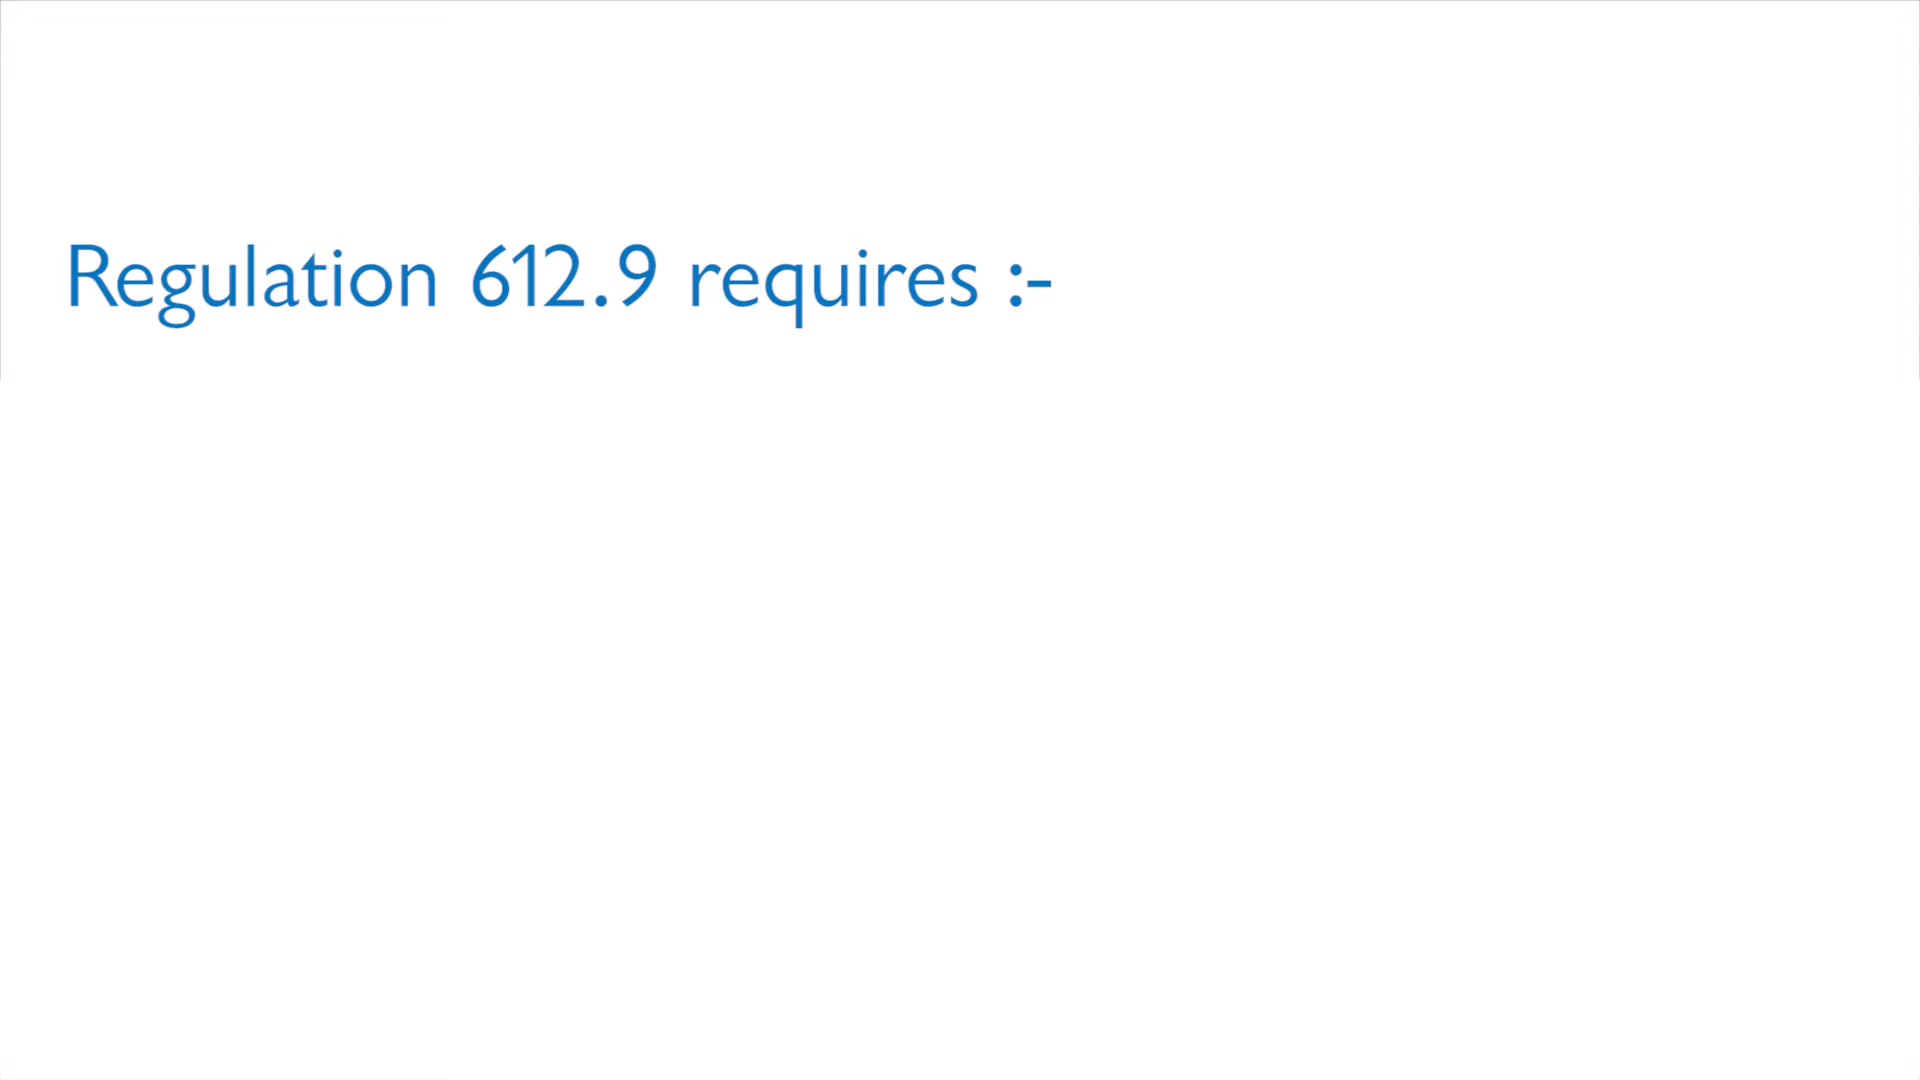 Regulation 612.9 requires :-